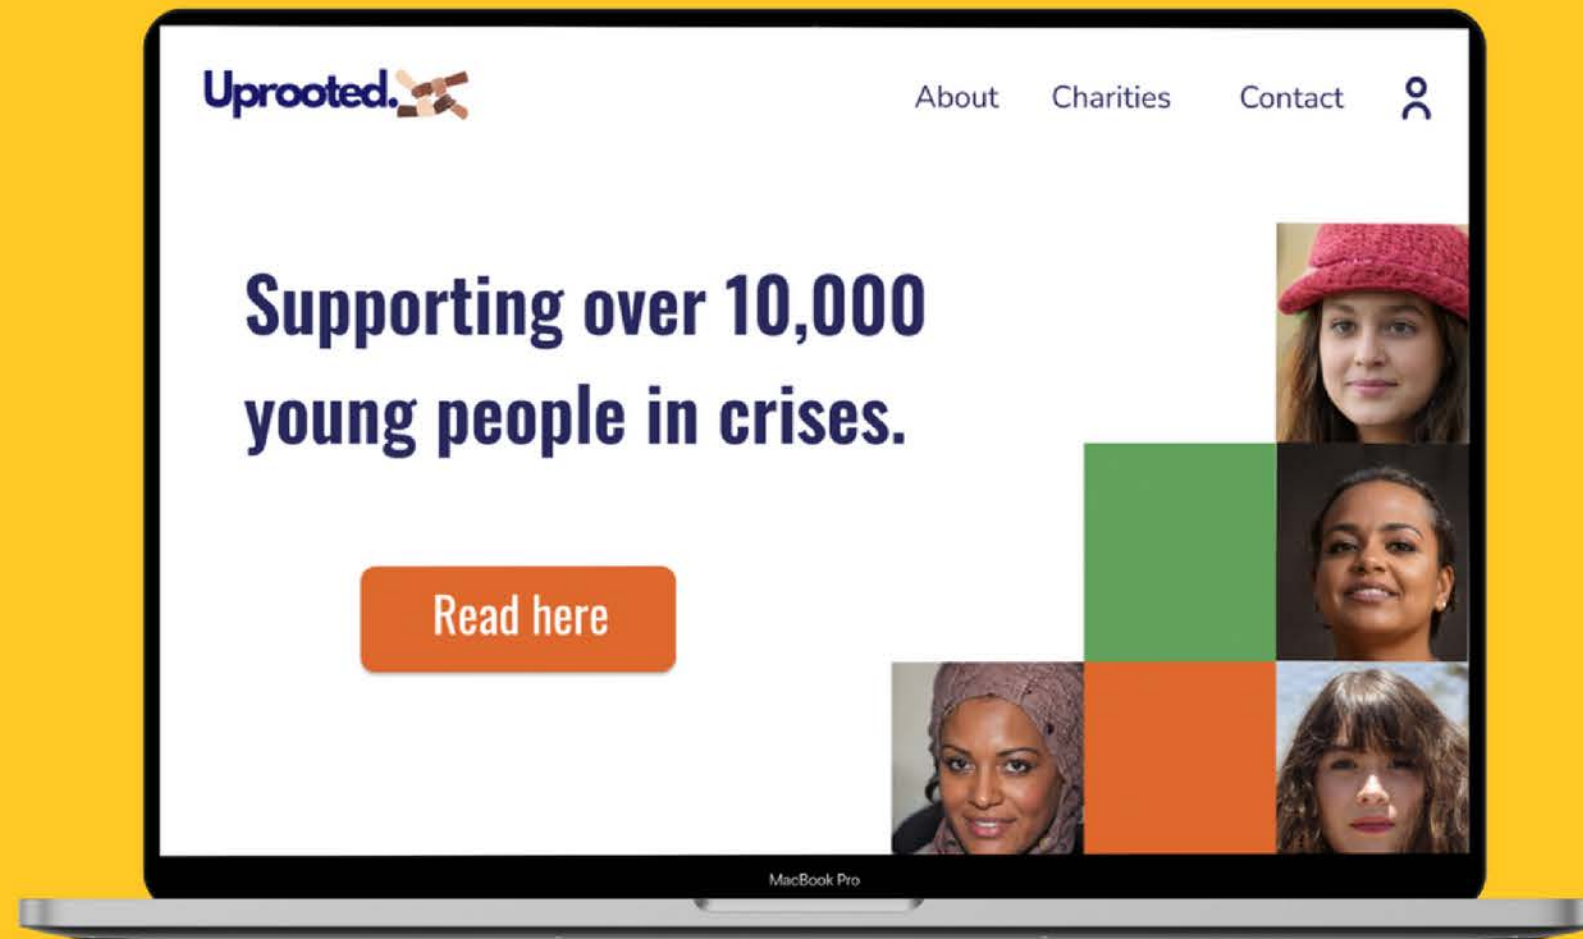 Uprooted.
About Charities Contact
Supporting over 10,000
young people in crises.
Read here
MacBook Pro